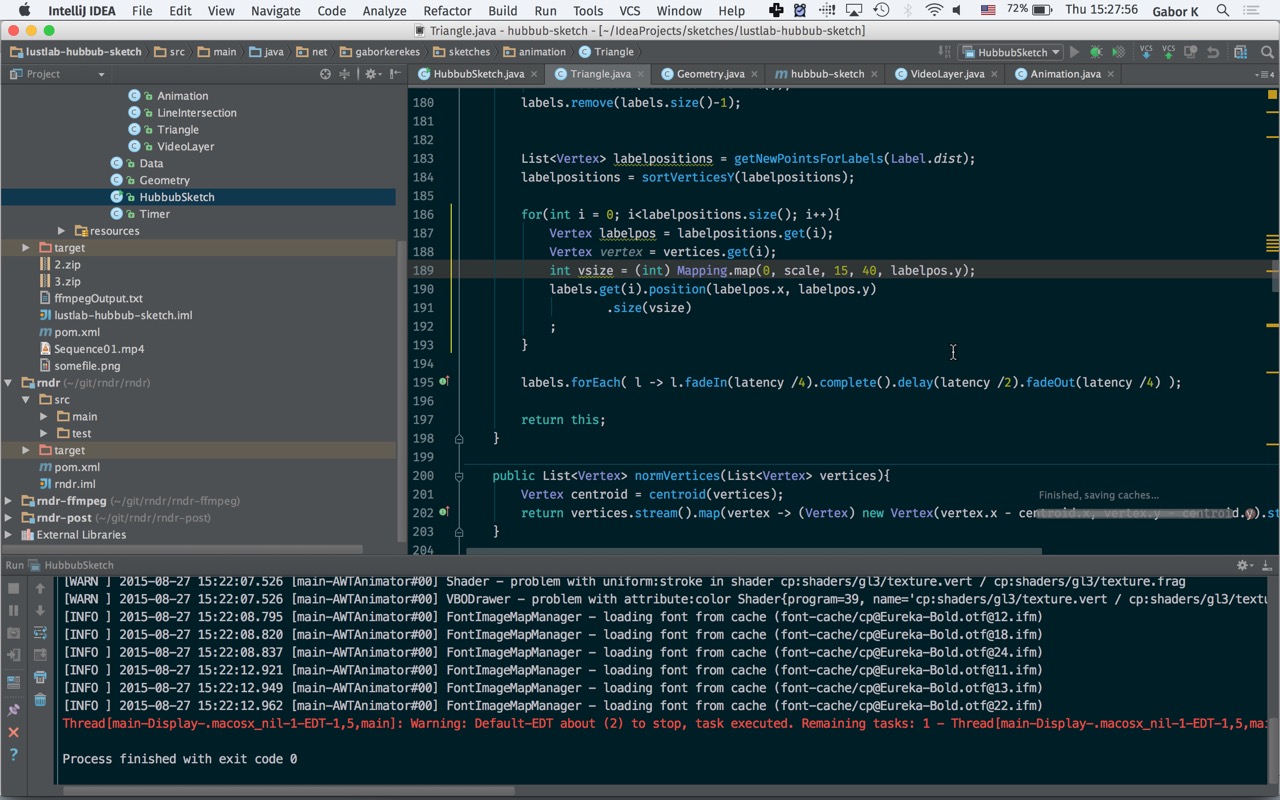 IntelliJ IDEA File Edit View Navigate Code Analyze Refactor Build Run Tools VCS Window Help 72% Thu 15:27:56 Gabor K
Triangle.java - hubbub-sketch - [~/IdeaProjects/sketches/lustlab-hubbub-sketch]
lustlab-hubbub-sketch src main java net gaborkerekes sketches animation Triangle HubbubSketch VCS VCS
Project HubbubSketch.java Triangle.java Geometry.java hubbub-sketch VideoLayer.java Animation.java
Animation
LineIntersection
Triangle
VideoLayer
Data
Geometry
HubbubSketch
Timer
resources
target
2.zip
3.zip
ffmpegOutput.txt
lustlab-hubbub-sketch.iml
pom.xml
Sequence01.mp4
somefile.png
rndr (~/git/rndr/rndr)
src
main
test
target
pom.xml
rndr.iml
rndr-ffmpeg (~/git/rndr/rndr-ffmpeg)
rndr-post (~/git/rndr/rndr-post)
External Libraries
180 labels.remove(labels.size()-1);
181
182
183 List<Vertex> labelpositions = getNewPointsForLabels(Label.dist);
184 labelpositions = sortVerticesY(labelpositions);
185
186 for(int i = 0; i<labelpositions.size(); i++){
187 Vertex labelpos = labelpositions.get(i);
188 Vertex vertex = vertices.get(i);
189 int vsize = (int) Mapping.map(0, scale, 15, 40, labelpos.y);
190 labels.get(i).position(labelpos.x, labelpos.y)
191 .size(vsize)
192 ;
193 }
194
195 labels.forEach( l -> l.fadeIn(latency /4).complete().delay(latency /2).fadeOut(latency /4) );
196
197 return this;
198 }
199
200 public List<Vertex> normVertices(List<Vertex> vertices){
201 Vertex centroid = centroid(vertices);
Finished, saving caches...
202 return vertices.stream().map(vertex -> (Vertex) new Vertex(vertex.x - centroid.x, vertex.y - centroid.y).st
203 }
204
Run HubbubSketch
[WARN ] 2015-08-27 15:22:07.526 [main-AWTAnimator#00] Shader - problem with uniform:stroke in shader cp:shaders/gl3/texture.vert / cp:shaders/gl3/texture.frag
[WARN ] 2015-08-27 15:22:07.526 [main-AWTAnimator#00] VBODrawer - problem with attribute:color Shader{program=39, name='cp:shaders/gl3/texture.vert / cp:shaders/gl3/textu
[INFO ] 2015-08-27 15:22:08.795 [main-AWTAnimator#00] FontImageMapManager - loading font from cache (font-cache/cp@Eureka-Bold.otf@12.ifm)
[INFO ] 2015-08-27 15:22:08.820 [main-AWTAnimator#00] FontImageMapManager - loading font from cache (font-cache/cp@Eureka-Bold.otf@18.ifm)
[INFO ] 2015-08-27 15:22:08.837 [main-AWTAnimator#00] FontImageMapManager - loading font from cache (font-cache/cp@Eureka-Bold.otf@24.ifm)
[INFO ] 2015-08-27 15:22:12.921 [main-AWTAnimator#00] FontImageMapManager - loading font from cache (font-cache/cp@Eureka-Bold.otf@11.ifm)
[INFO ] 2015-08-27 15:22:12.949 [main-AWTAnimator#00] FontImageMapManager - loading font from cache (font-cache/cp@Eureka-Bold.otf@13.ifm)
[INFO ] 2015-08-27 15:22:12.962 [main-AWTAnimator#00] FontImageMapManager - loading font from cache (font-cache/cp@Eureka-Bold.otf@22.ifm)
Thread[main-Display-.macosx_nil-1-EDT-1,5,main]: Warning: Default-EDT about (2) to stop, task executed. Remaining tasks: 1 - Thread[main-Display-.macosx_nil-1-EDT-1,5,mai
Process finished with exit code 0